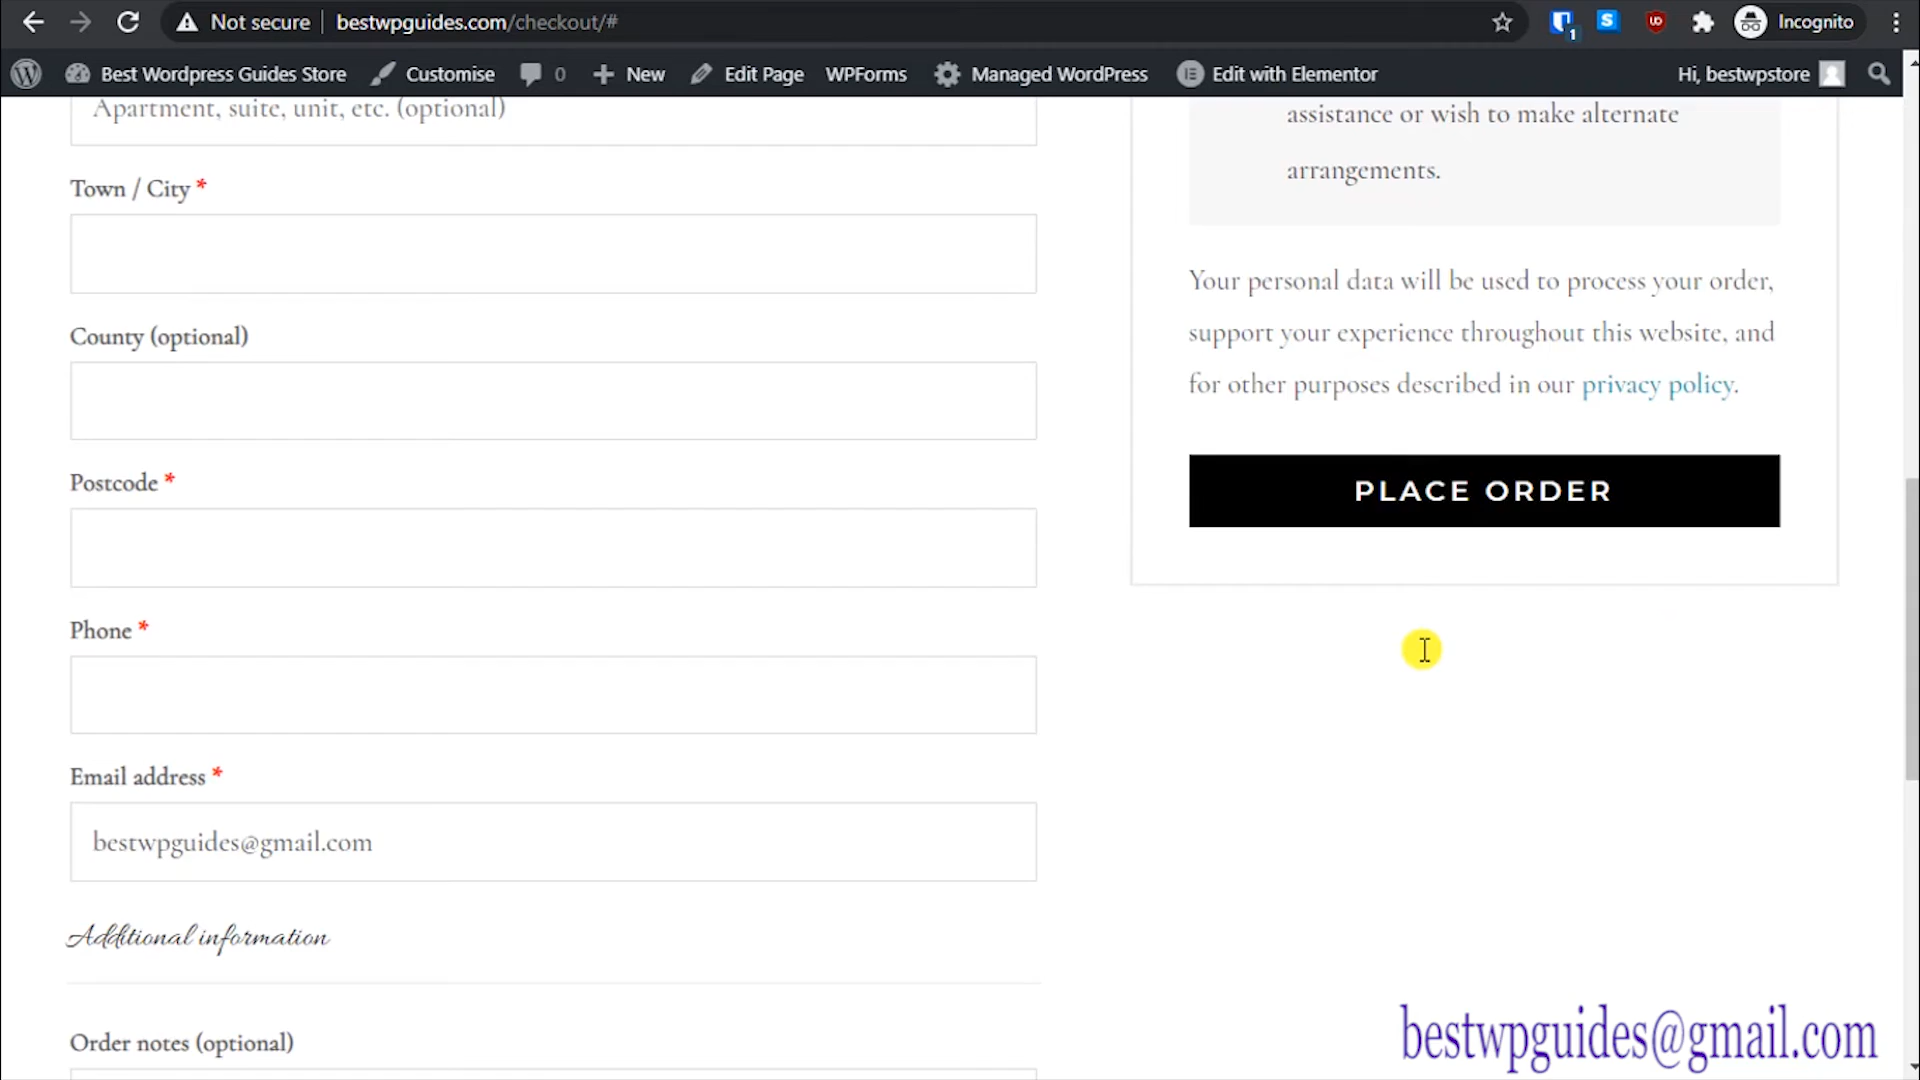 Not secure bestwpguides.com/checkout/# 1 Incognito
Best Wordpress Guides Store Customise 0 New Edit Page WPForms Managed WordPress Edit with Elementor Hi, bestwpstore
Apartment, suite, unit, etc. (optional)
Town / City *
County (optional)
Postcode *
Phone *
Email address *
bestwpguides@gmail.com
Additional information
Order notes (optional)
assistance or wish to make alternate
arrangements.
Your personal data will be used to process your order,
support your experience throughout this website, and
for other purposes described in our privacy policy.
PLACE ORDER
bestwpguides@gmail.com